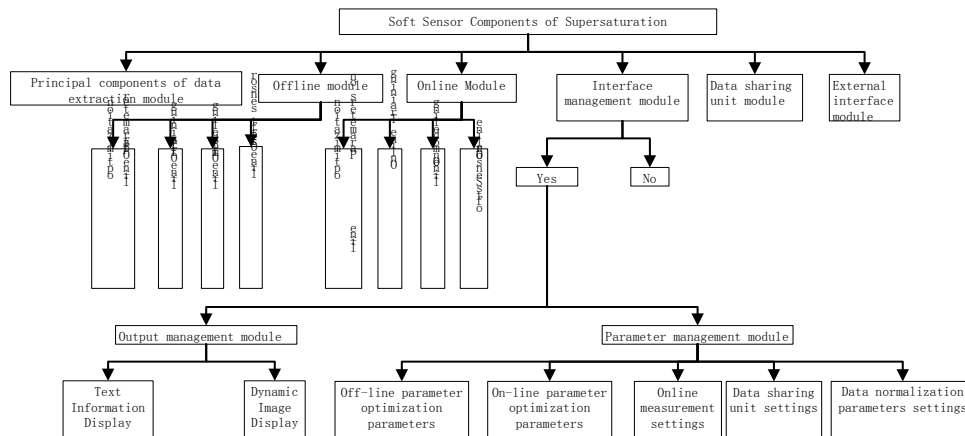 Soft Sensor Components of Supersaturation
Principal components of data
extraction module
Offline module
Online Module
Interface
management module
Data sharing
unit module
External
interface
module
Yes
No
Output management module
Parameter management module
Text
Information
Display
Dynamic
Image
Display
Off-line parameter
optimization
parameters
On-line parameter
optimization
parameters
Online
measurement
settings
Data sharing
unit settings
Data normalization
parameters settings